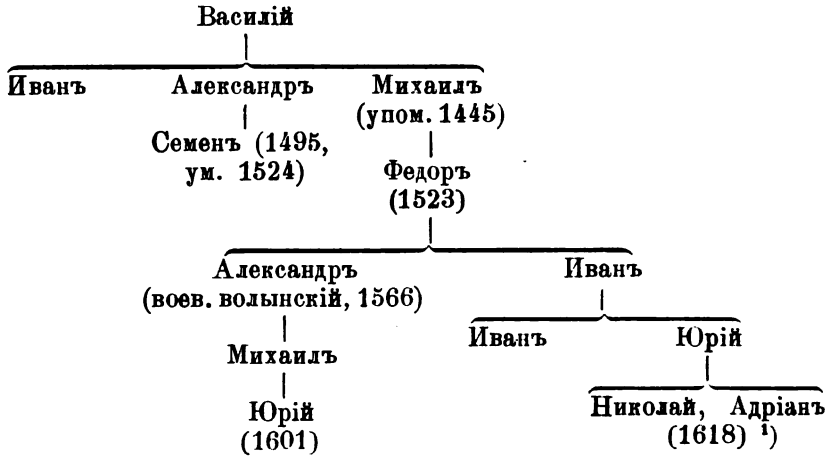 Василій
Иванъ Александръ Михаилъ
(упом. 1445)
Семенъ (1495,
ум. 1524)
Федоръ
(1523)
Александръ Иванъ
(воев. волынскій, 1566)
Иванъ Юрій
Михаилъ
Николай, Адріанъ
(1618) ¹)
Юрій
(1601)